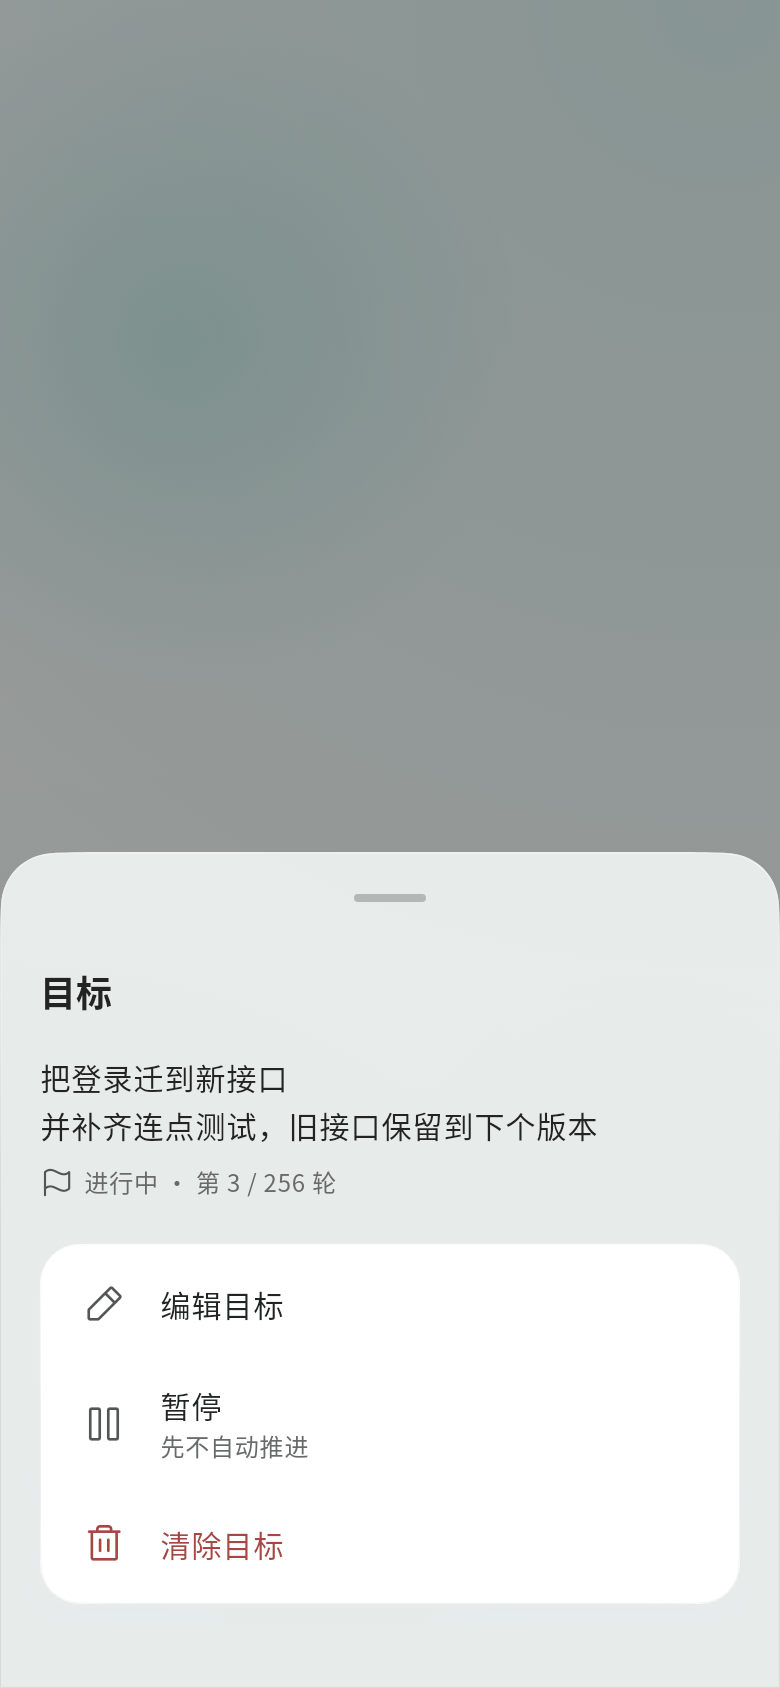 目标
把登录迁到新接口
并补齐连点测试，旧接口保留到下个版本
进行中 · 第 3 / 256 轮
编辑目标
暂停
先不自动推进
清除目标